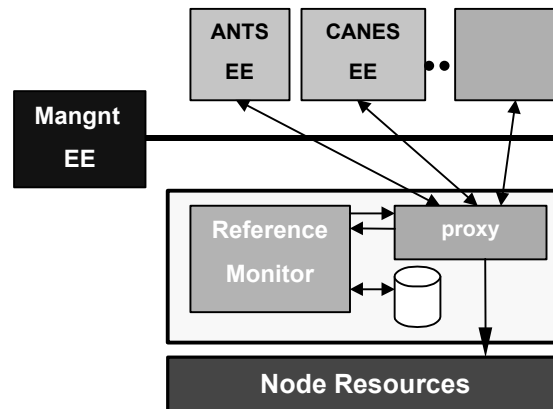 ANTS
EE
CANES
EE
Mangnt
EE
Reference
Monitor
proxy
Node Resources